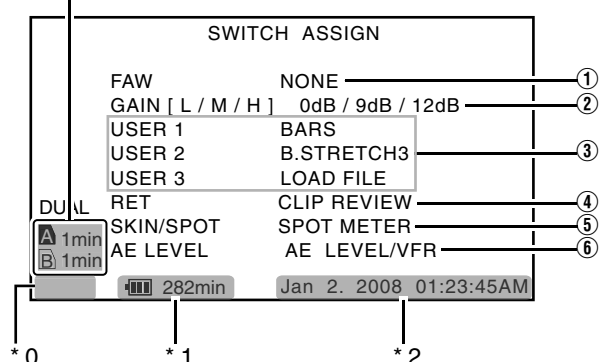 SWITCH ASSIGN
FAW NONE ①
GAIN [ L / M / H ] 0dB / 9dB / 12dB ②
USER 1 BARS
USER 2 B.STRETCH3 ③
USER 3 LOAD FILE
RET CLIP REVIEW ④
DUAL
SKIN/SPOT SPOT METER ⑤
A 1min
AE LEVEL AE LEVEL/VFR ⑥
B 1min
282min Jan 2. 2008 01:23:45AM
* 0 * 1 * 2